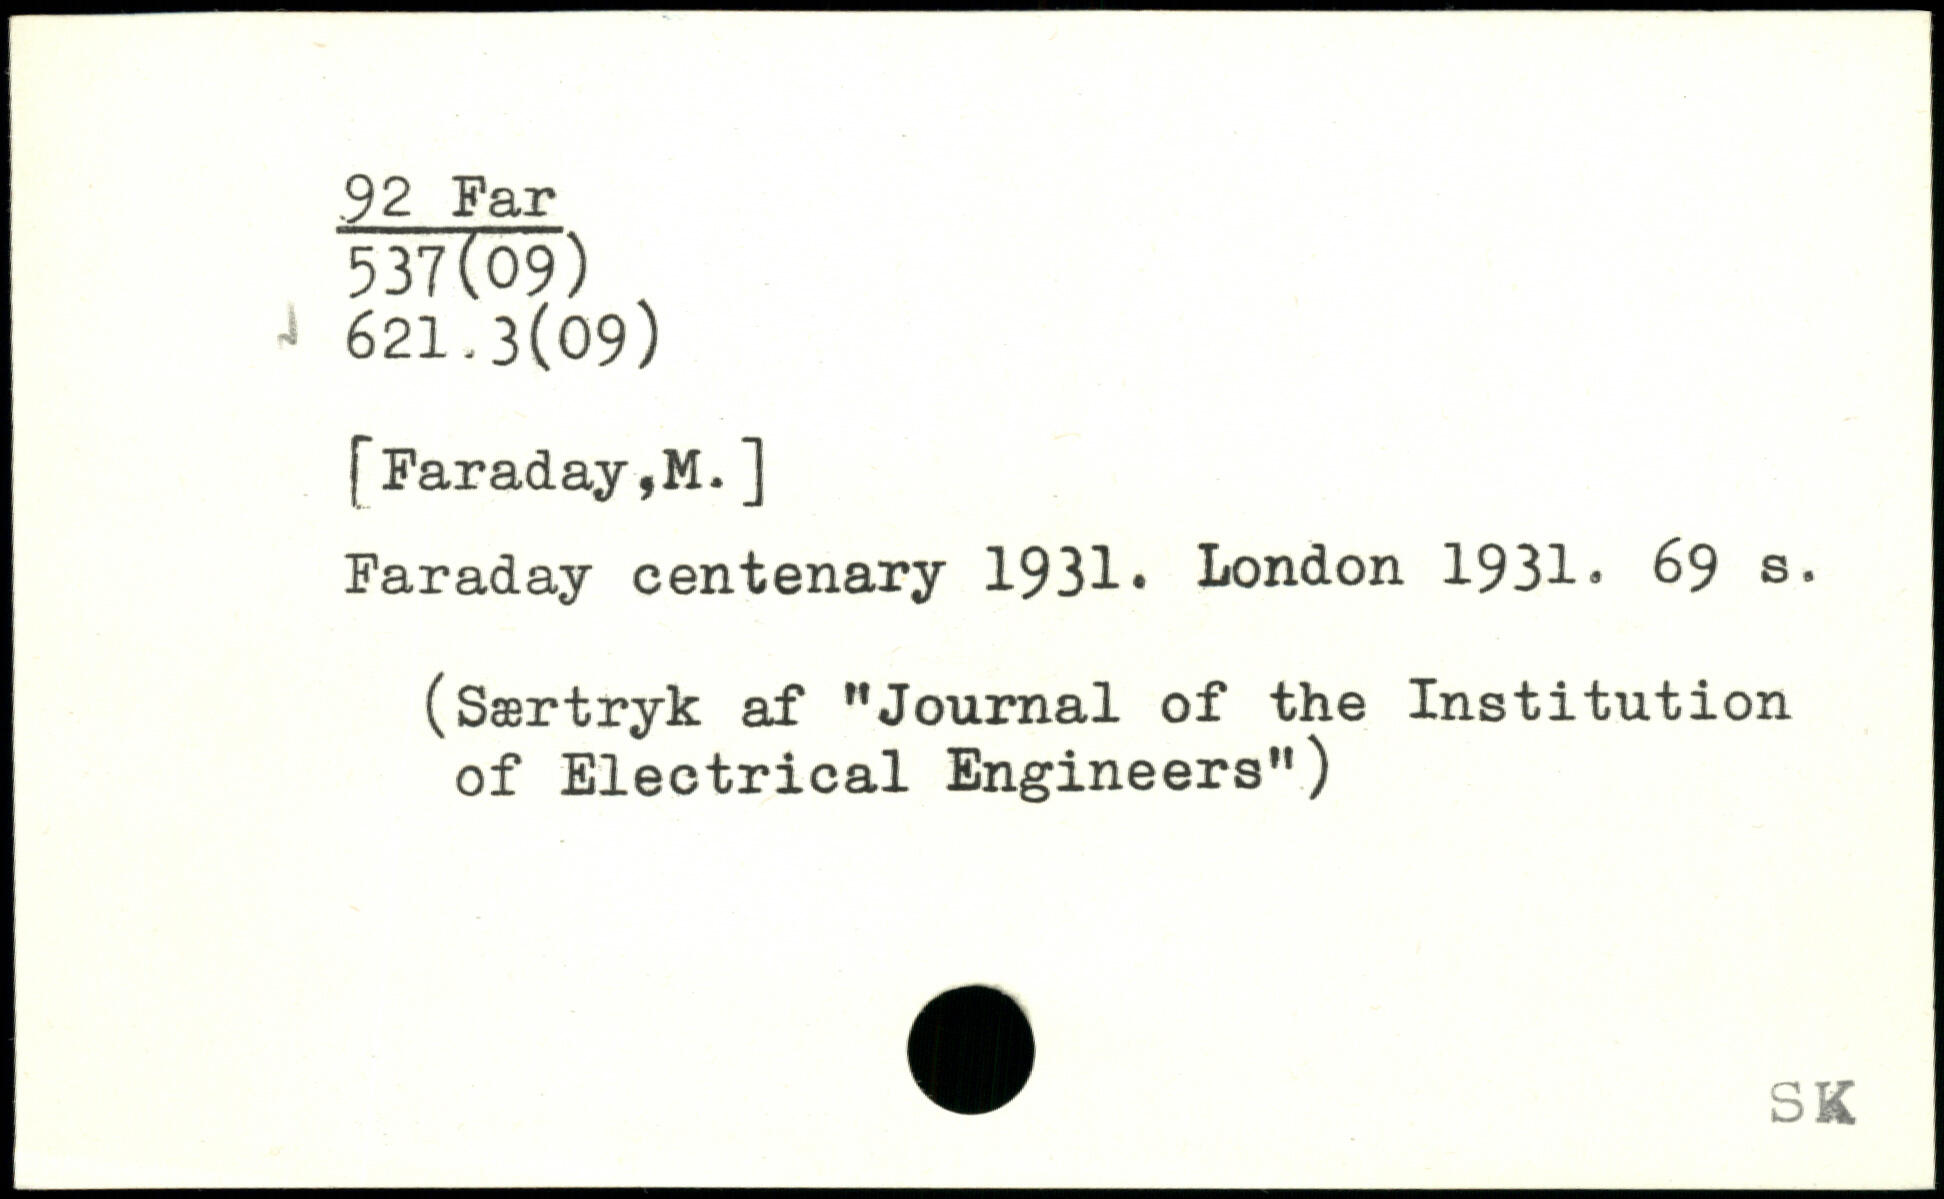 92 Far
537(09)
621.3(09)
[Faraday,M.]
Faraday centenary 1931. London 1931. 69 s.
(Særtryk af "Journal of the Institution
of Electrical Engineers")
SK